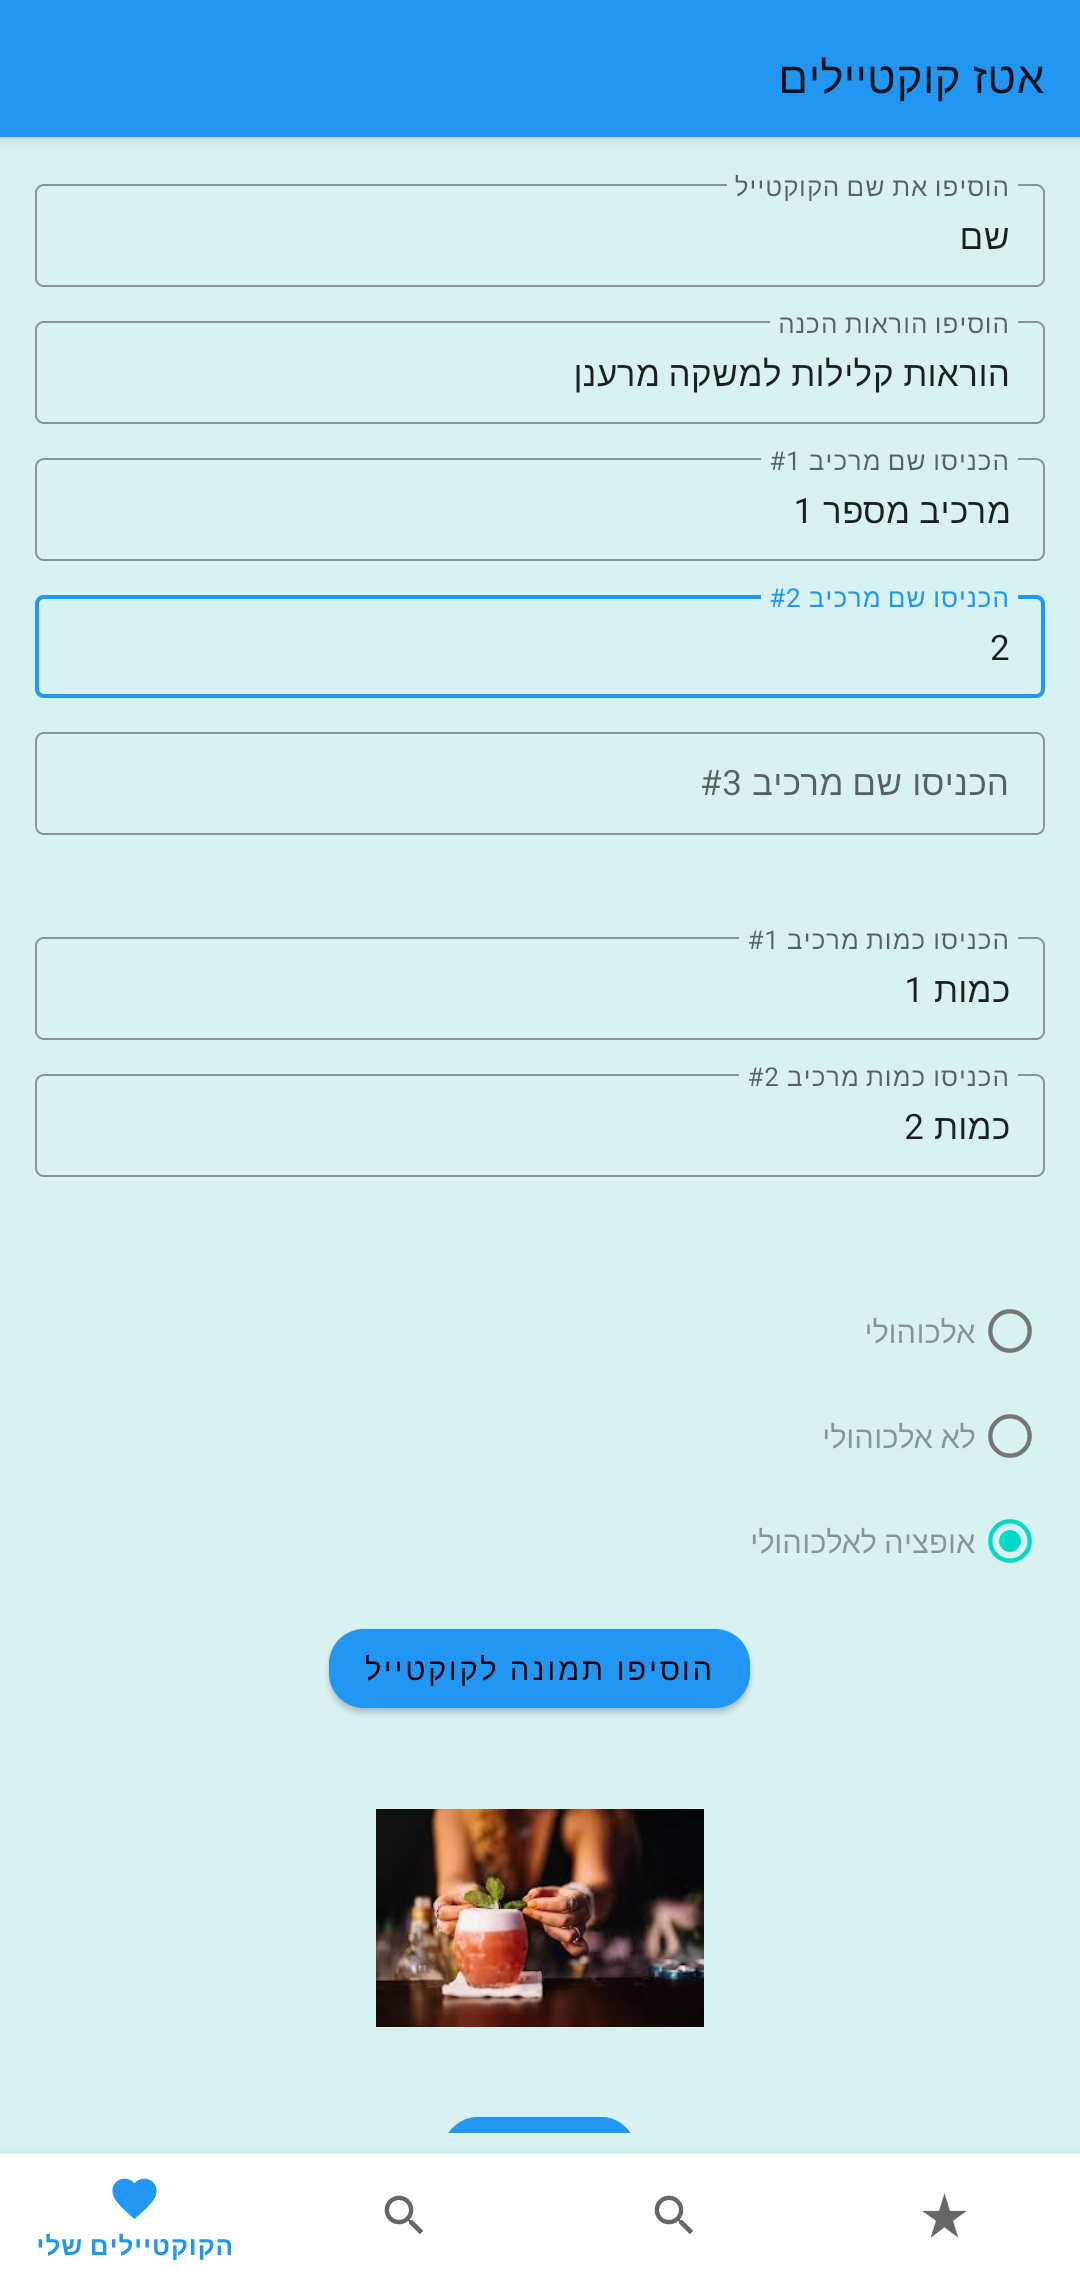 אטז קוקטיילים
הוסיפו את שם הקוקטייל
שם
הוסיפו הוראות הכנה
הוראות קלילות למשקה מרענן
הכניסו שם מרכיב 1#
מרכיב מספר 1
הכניסו שם מרכיב 2#
2
הכניסו שם מרכיב 3#
הכניסו כמות מרכיב 1#
כמות 1
הכניסו כמות מרכיב 2#
כמות 2
אלכוהולי
לא אלכוהולי
אופציה לאלכוהולי
הוסיפו תמונה לקוקטייל
הקוקטיילים שלי